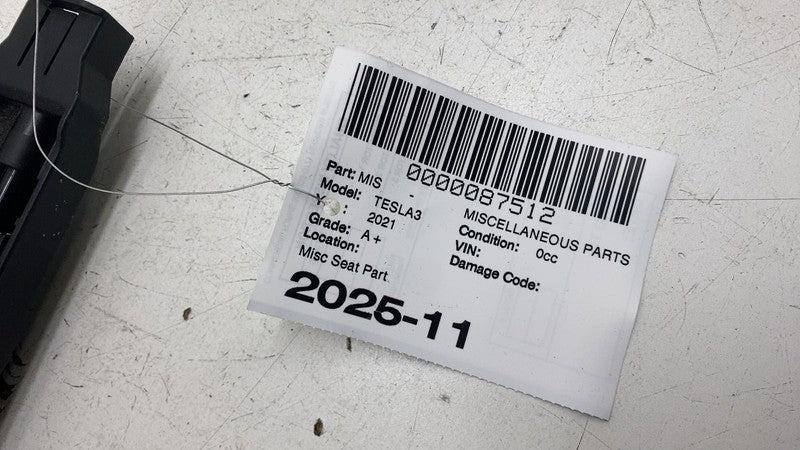 0000087512
Part: MIS - MISCELLANEOUS PARTS
Model: TESLA3 Condition: 0cc
Y : 2021 VIN:
Grade: A+ Damage Code:
Location:
Misc Seat Part
2025-11